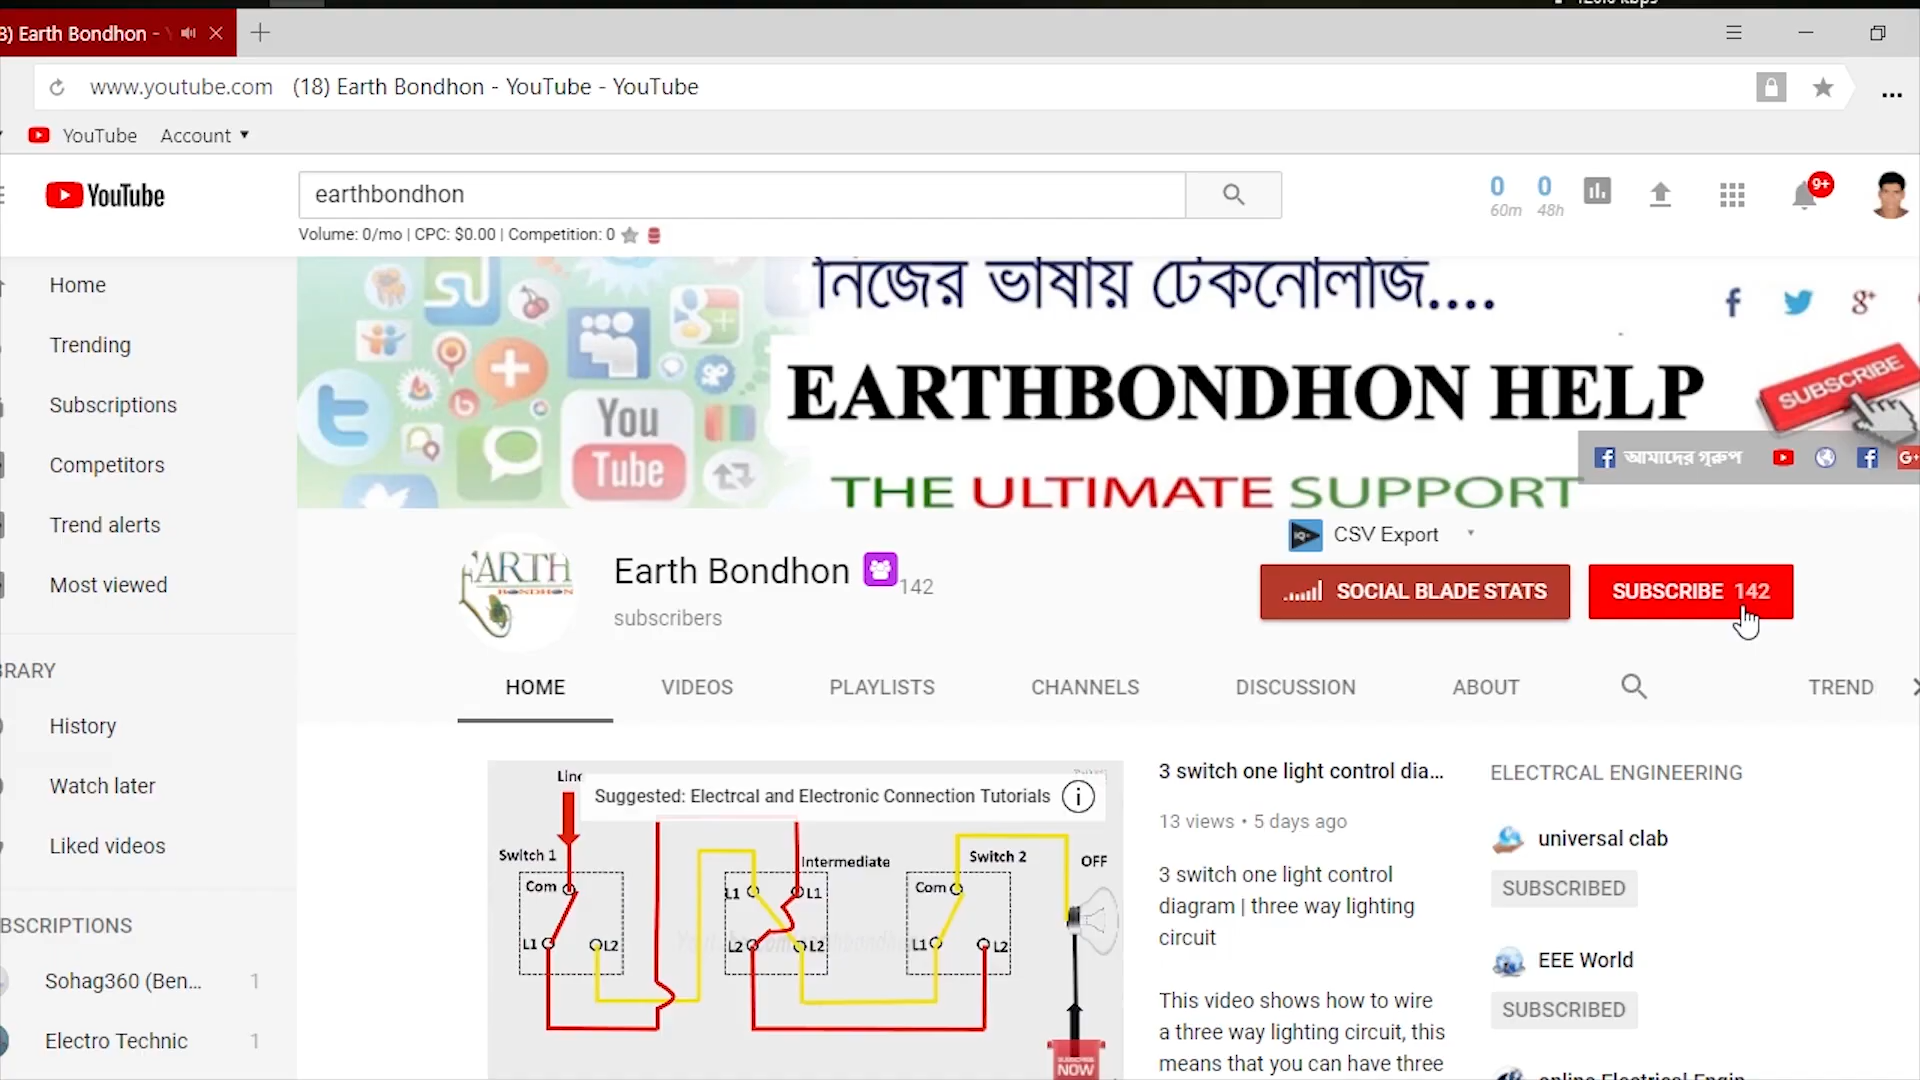 8) Earth Bondhon -
www.youtube.com (18) Earth Bondhon - YouTube - YouTube
YouTube Account
YouTube
earthbondhon
0 0
60m 48h
9+
Volume: 0/mo | CPC: $0.00 | Competition: 0
Home
Trending
Subscriptions
Competitors
Trend alerts
Most viewed
BRARY
History
Watch later
Liked videos
BSCRIPTIONS
Sohag360 (Ben... 1
Electro Technic 1
নিজের ভাষায় টেকনোলজি....
You
Tube
EARTHBONDHON HELP
SUBSCRIBE
THE ULTIMATE SUPPORT
আমাদের গ্রুপ
CSV Export
EARTH
BONDHON
Earth Bondhon 142
subscribers
SOCIAL BLADE STATS
SUBSCRIBE 142
HOME VIDEOS PLAYLISTS CHANNELS DISCUSSION ABOUT TREND
Line
Suggested: Electrcal and Electronic Connection Tutorials
Switch 1
Intermediate
Switch 2
OFF
Com
L1 L1
Com
L1 L2
L2 L2
L1 L2
SUBSCRIBE
NOW
3 switch one light control dia...
13 views • 5 days ago
3 switch one light control
diagram | three way lighting
circuit
This video shows how to wire
a three way lighting circuit, this
means that you can have three
ELECTRCAL ENGINEERING
universal clab
SUBSCRIBED
EEE World
SUBSCRIBED